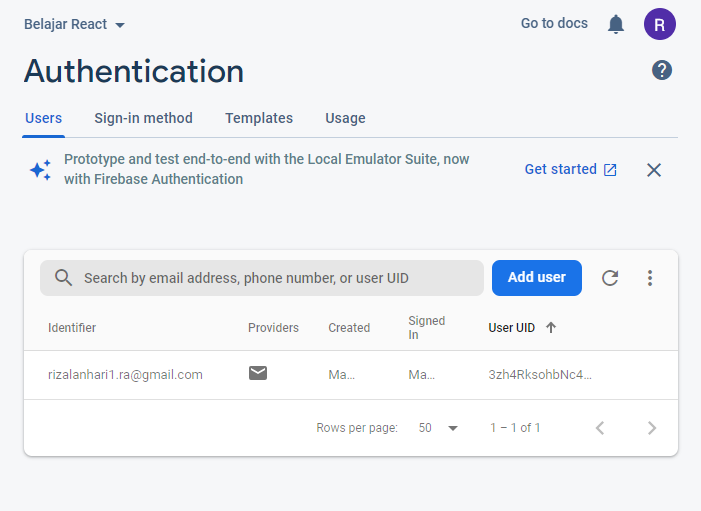 Belajar React
Go to docs
R
Authentication
Users
Sign-in method
Templates
Usage
Prototype and test end-to-end with the Local Emulator Suite, now
with Firebase Authentication
Get started
Search by email address, phone number, or user UID
Add user
Identifier
Providers
Created
Signed
In
User UID
rizalanhari1.ra@gmail.com
Ma...
Ma...
3zh4RksohbNc4...
Rows per page:
50
1 – 1 of 1